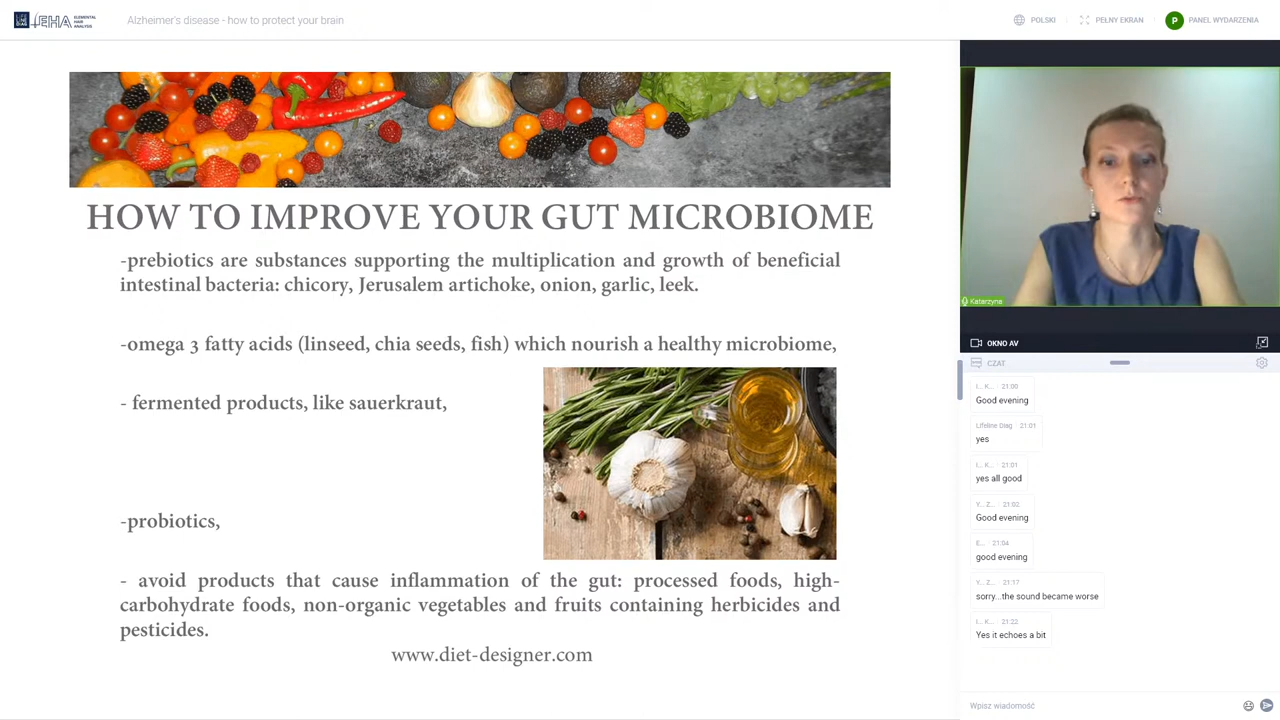 LIFELINE DIAG EHA ELEMENTAL HAIR ANALYSIS
Alzheimer's disease - how to protect your brain
POLSKI
PEŁNY EKRAN
P
PANEL WYDARZENIA
HOW TO IMPROVE YOUR GUT MICROBIOME
-prebiotics are substances supporting the multiplication and growth of beneficial
intestinal bacteria: chicory, Jerusalem artichoke, onion, garlic, leek.
-omega 3 fatty acids (linseed, chia seeds, fish) which nourish a healthy microbiome,
- fermented products, like sauerkraut,
-probiotics,
- avoid products that cause inflammation of the gut: processed foods, high-
carbohydrate foods, non-organic vegetables and fruits containing herbicides and
pesticides.
www.diet-designer.com
Katarzyna
OKNO AV
CZAT
I... K... 21:00
Good evening
Lifeline Diag 21:01
yes
I... K... 21:01
yes all good
Y... Z... 21:02
Good evening
E... 21:04
good evening
Y... Z... 21:17
sorry...the sound became worse
I... K... 21:22
Yes it echoes a bit
Wpisz wiadomość